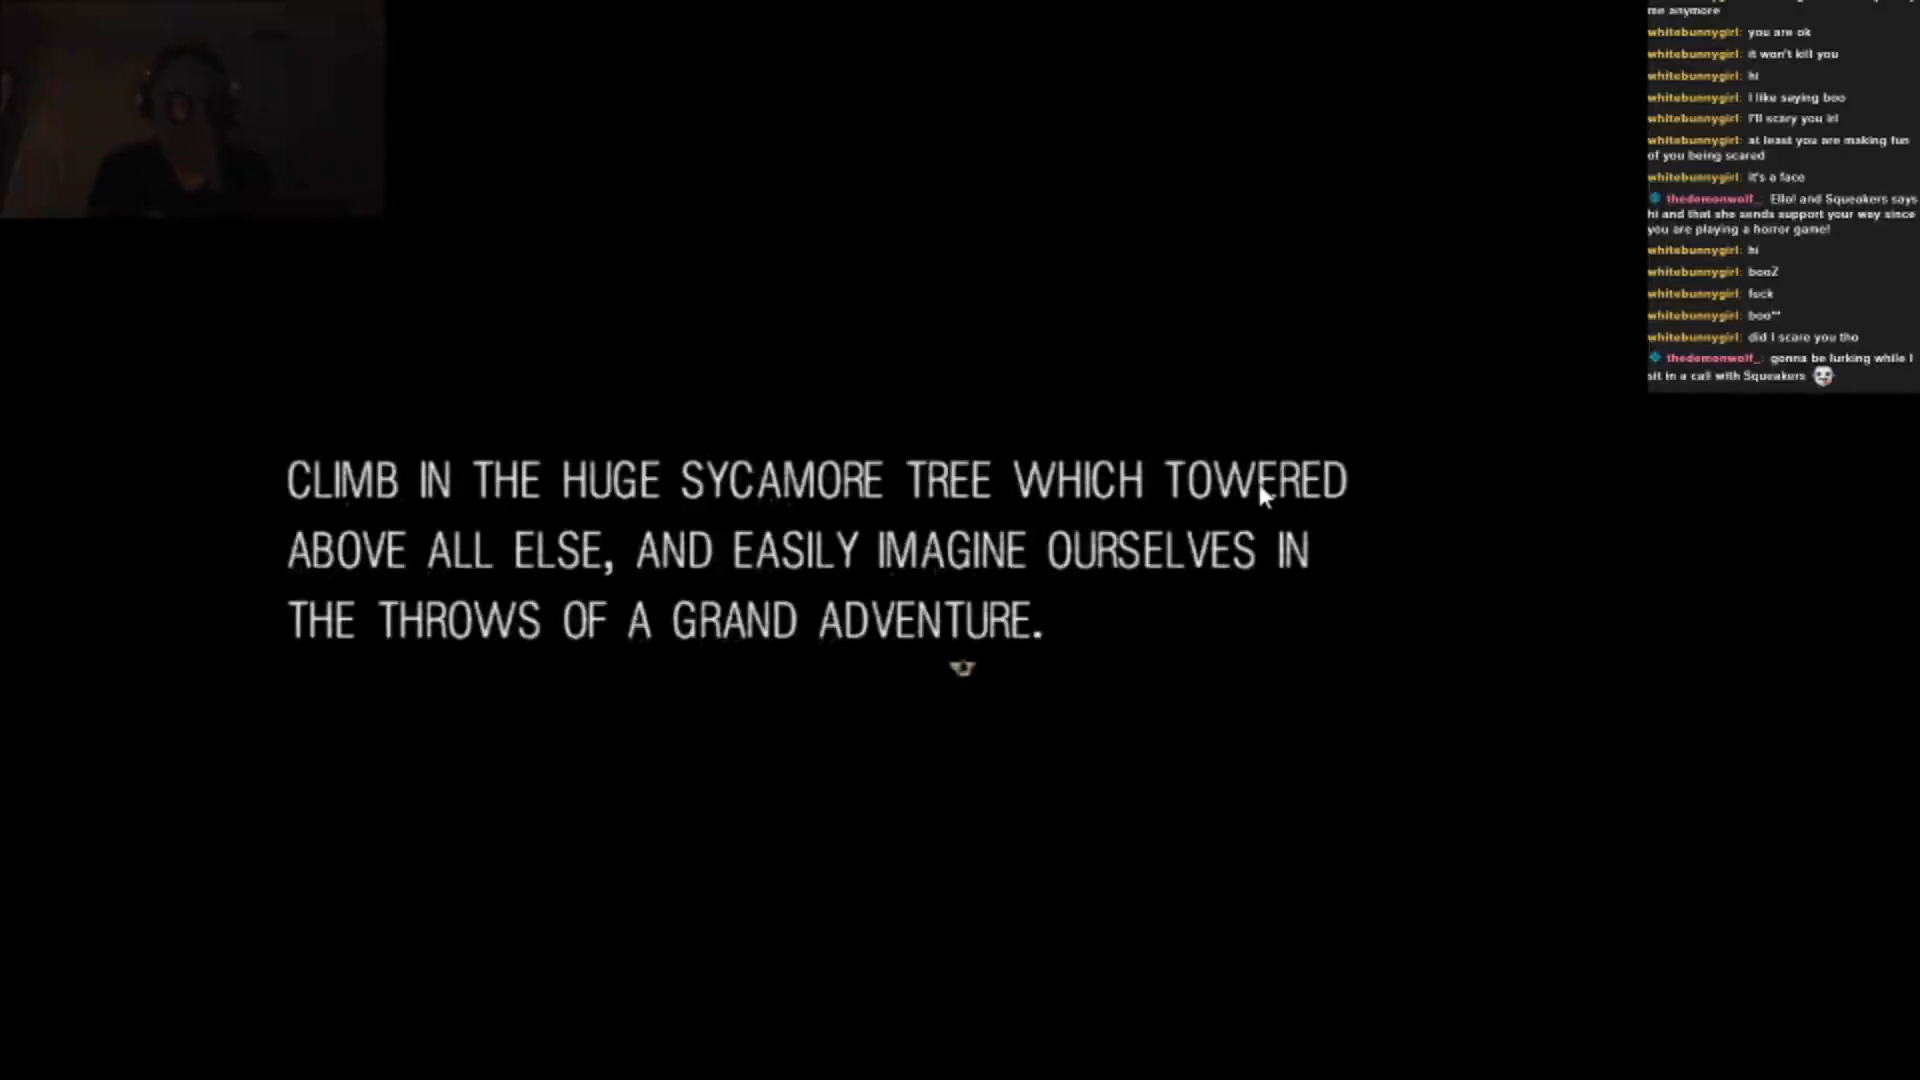 CLIMB IN THE HUGE SYCAMORE TREE WHICH TOWERED
ABOVE ALL ELSE, AND EASILY IMAGINE OURSELVES IN
THE THROWS OF A GRAND ADVENTURE.
me anymore
whitebunnygirl: you are ok
whitebunnygirl: it won't kill you
whitebunnygirl: hi
whitebunnygirl: I like saying boo
whitebunnygirl: I'll scary you irl
whitebunnygirl: at least you are making fun
of you being scared
whitebunnygirl: it's a face
thedemonwolf_: Ello! and Squeakers says
hi and that she sends support your way since
you are playing a horror game!
whitebunnygirl: hi
whitebunnygirl: booZ
whitebunnygirl: fuck
whitebunnygirl: boo**
whitebunnygirl: did I scare you tho
thedemonwolf_: gonna be lurking while I
sit in a call with Squeakers